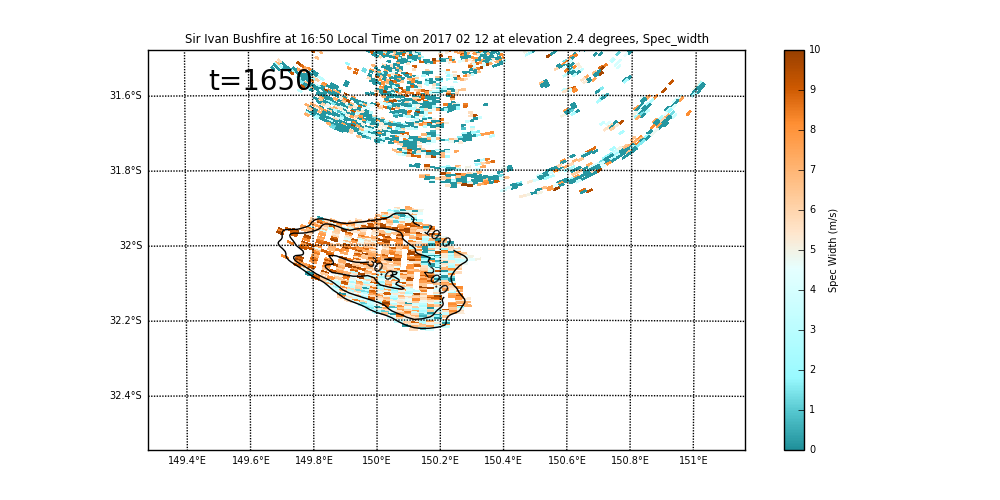 Sir Ivan Bushfire at 16:50 Local Time on 2017 02 12 at elevation 2.4 degrees, Spec_width
t=1650
31.6°S
31.8°S
32°S
32.2°S
32.4°S
149.4°E 149.6°E 149.8°E 150°E 150.2°E 150.4°E 150.6°E 150.8°E 151°E
10
9
8
7
6
5
4
3
2
1
0
Spec Width (m/s)